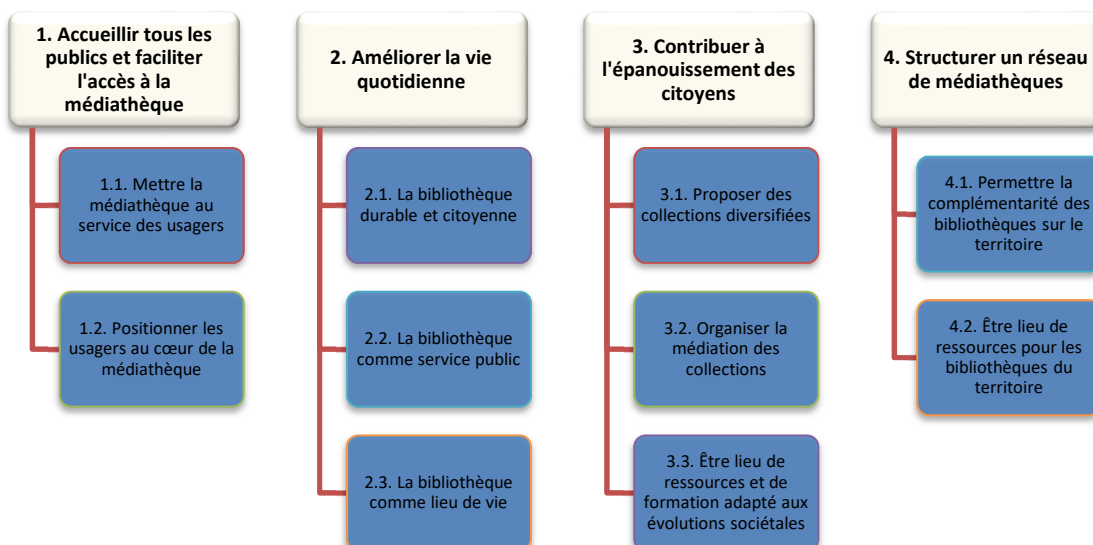 1. Accueillir tous les
publics et faciliter
l'accès à la
médiathèque
1.1. Mettre la
médiathèque au
service des usagers
1.2. Positionner les
usagers au cœur de la
médiathèque
2. Améliorer la vie
quotidienne
2.1. La bibliothèque
durable et citoyenne
2.2. La bibliothèque
comme service public
2.3. La bibliothèque
comme lieu de vie
3. Contribuer à
l'épanouissement des
citoyens
3.1. Proposer des
collections diversifiées
3.2. Organiser la
médiation des
collections
3.3. Être lieu de
ressources et de
formation adapté aux
évolutions sociétales
4. Structurer un réseau
de médiathèques
4.1. Permettre la
complémentarité des
bibliothèques sur le
territoire
4.2. Être lieu de
ressources pour les
bibliothèques du
territoire